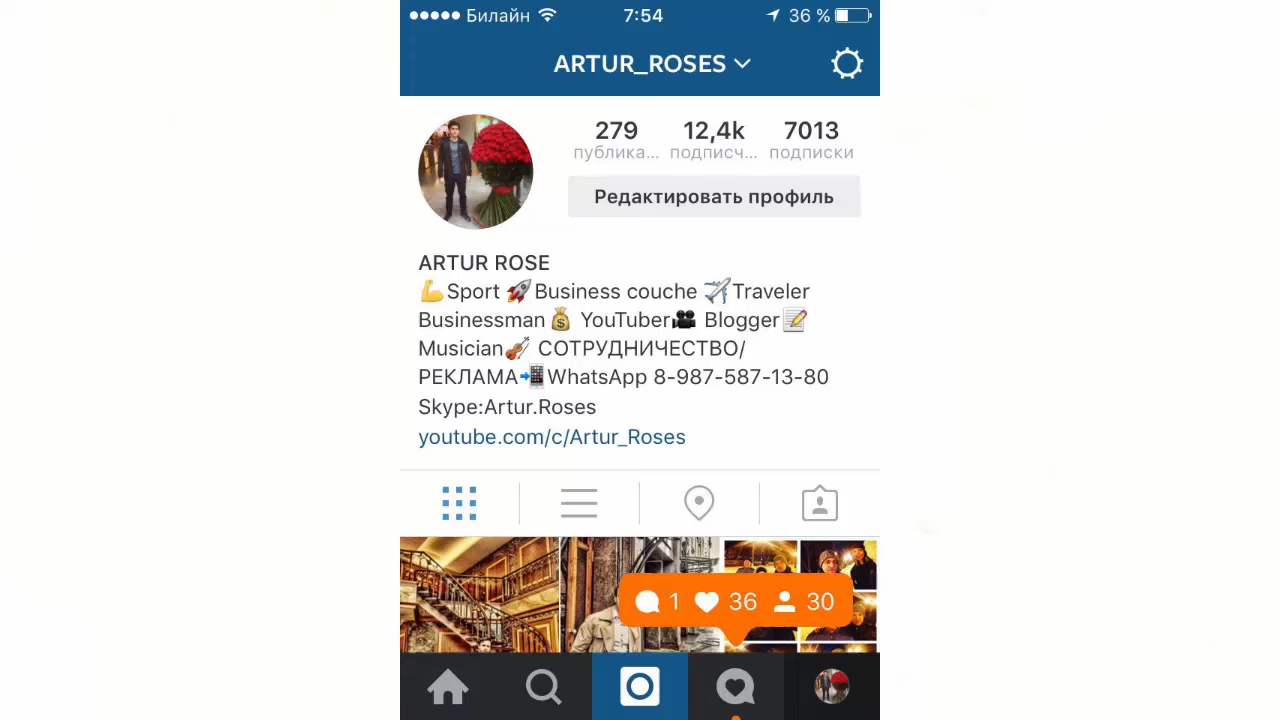 Билайн 7:54 36 %
ARTUR_ROSES
279 12,4k 7013
публика... подписч... подписки
Редактировать профиль
ARTUR ROSE
💪Sport 🚀Business couche ✈️Traveler
Businessman💰 YouTuber🎥 Blogger📝
Musician🎻 СОТРУДНИЧЕСТВО/
РЕКЛАМА📲WhatsApp 8-987-587-13-80
Skype:Artur.Roses
youtube.com/c/Artur_Roses
1 36 30